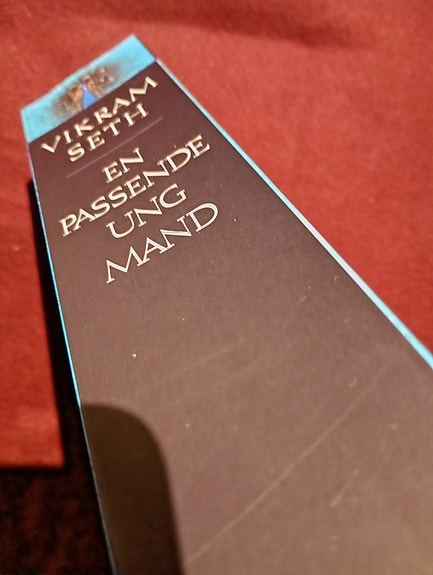 VIKRAM
SETH
EN
PASSENDE
UNG
MAND